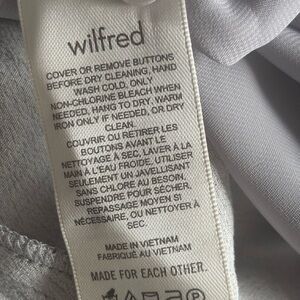 wilfred
COVER OR REMOVE BUTTONS
BEFORE DRY CLEANING, HAND
WASH COLD, ONLY
NON-CHLORINE BLEACH WHEN
NEEDED, HANG TO DRY, WARM
IRON ONLY IF NEEDED, OR DRY
CLEAN.
COUVRIR OU RETIRER LES
BOUTONS AVANT LE
NETTOYAGE À SEC, LAVER À LA
MAIN À L'EAU FROIDE, UTILISER
SEULEMENT UN JAVELLISANT
SANS CHLORE AU BESOIN,
SUSPENDRE POUR SÉCHER,
REPASSAGE MOYEN SI
NÉCESSAIRE, OU NETTOYER À
SEC.
MADE IN VIETNAM
FABRIQUÉ AU VIETNAM
MADE FOR EACH OTHER.